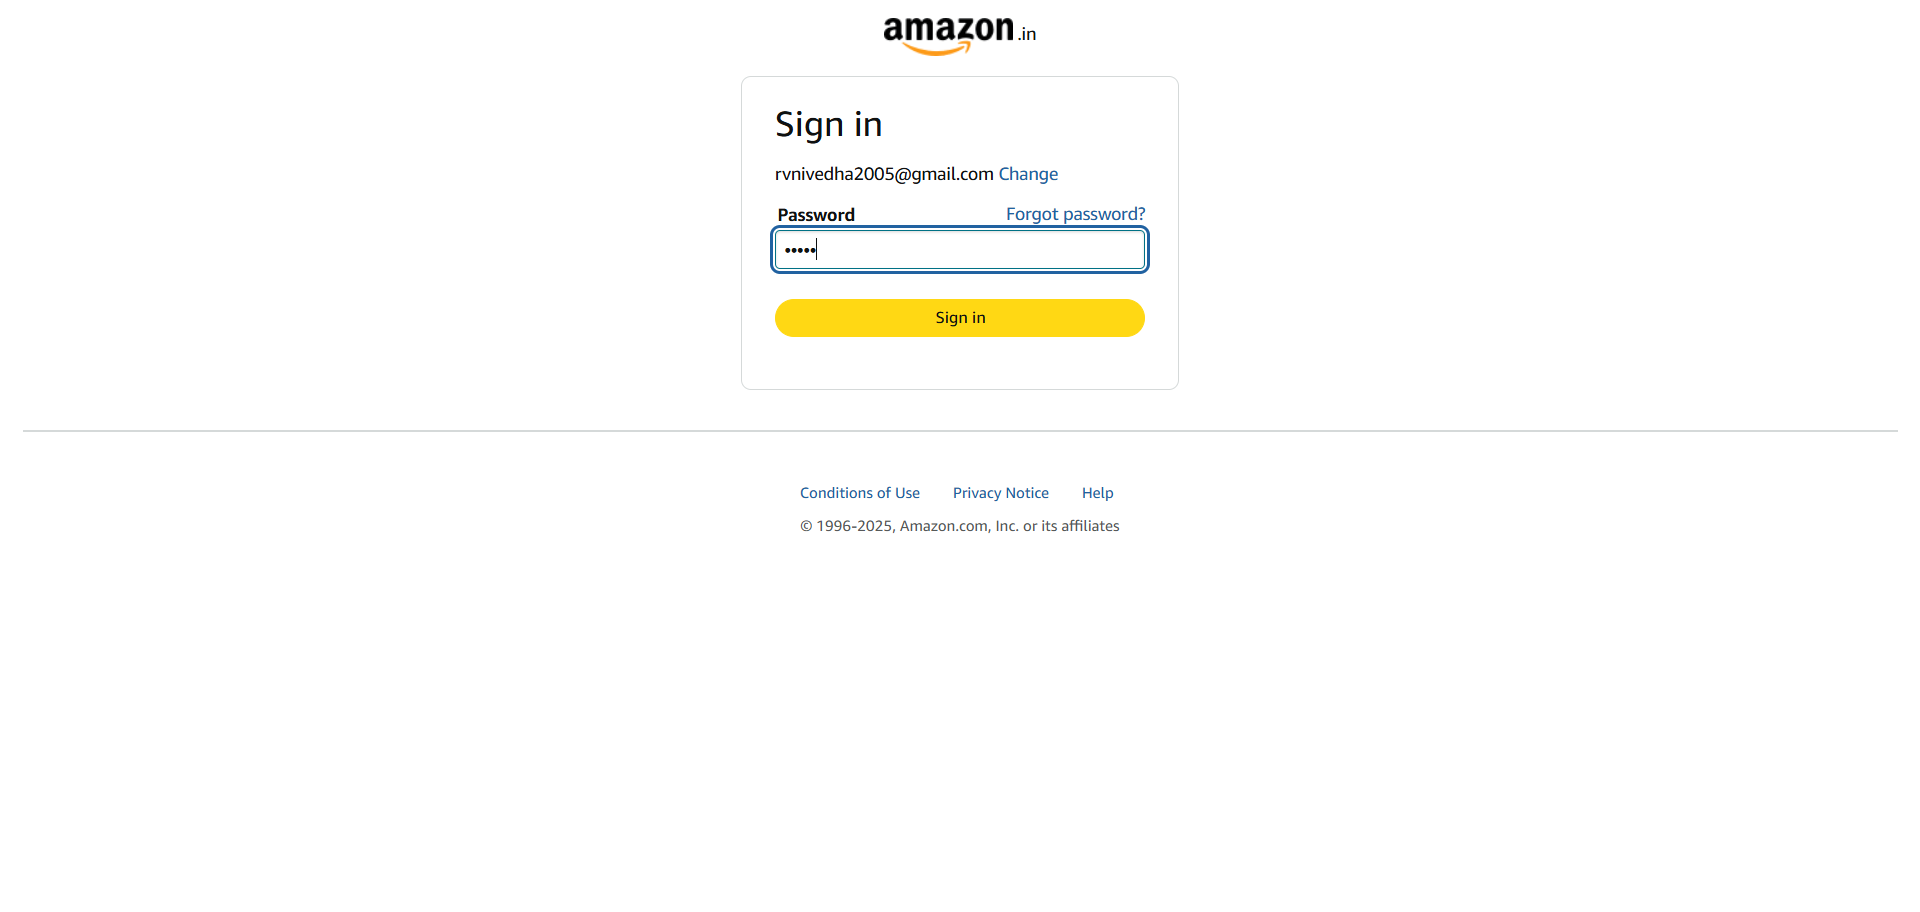 amazon.in
Sign in
rvnivedha2005@gmail.com Change
Password Forgot password?
•••••
Sign in
Conditions of Use Privacy Notice Help
© 1996-2025, Amazon.com, Inc. or its affiliates